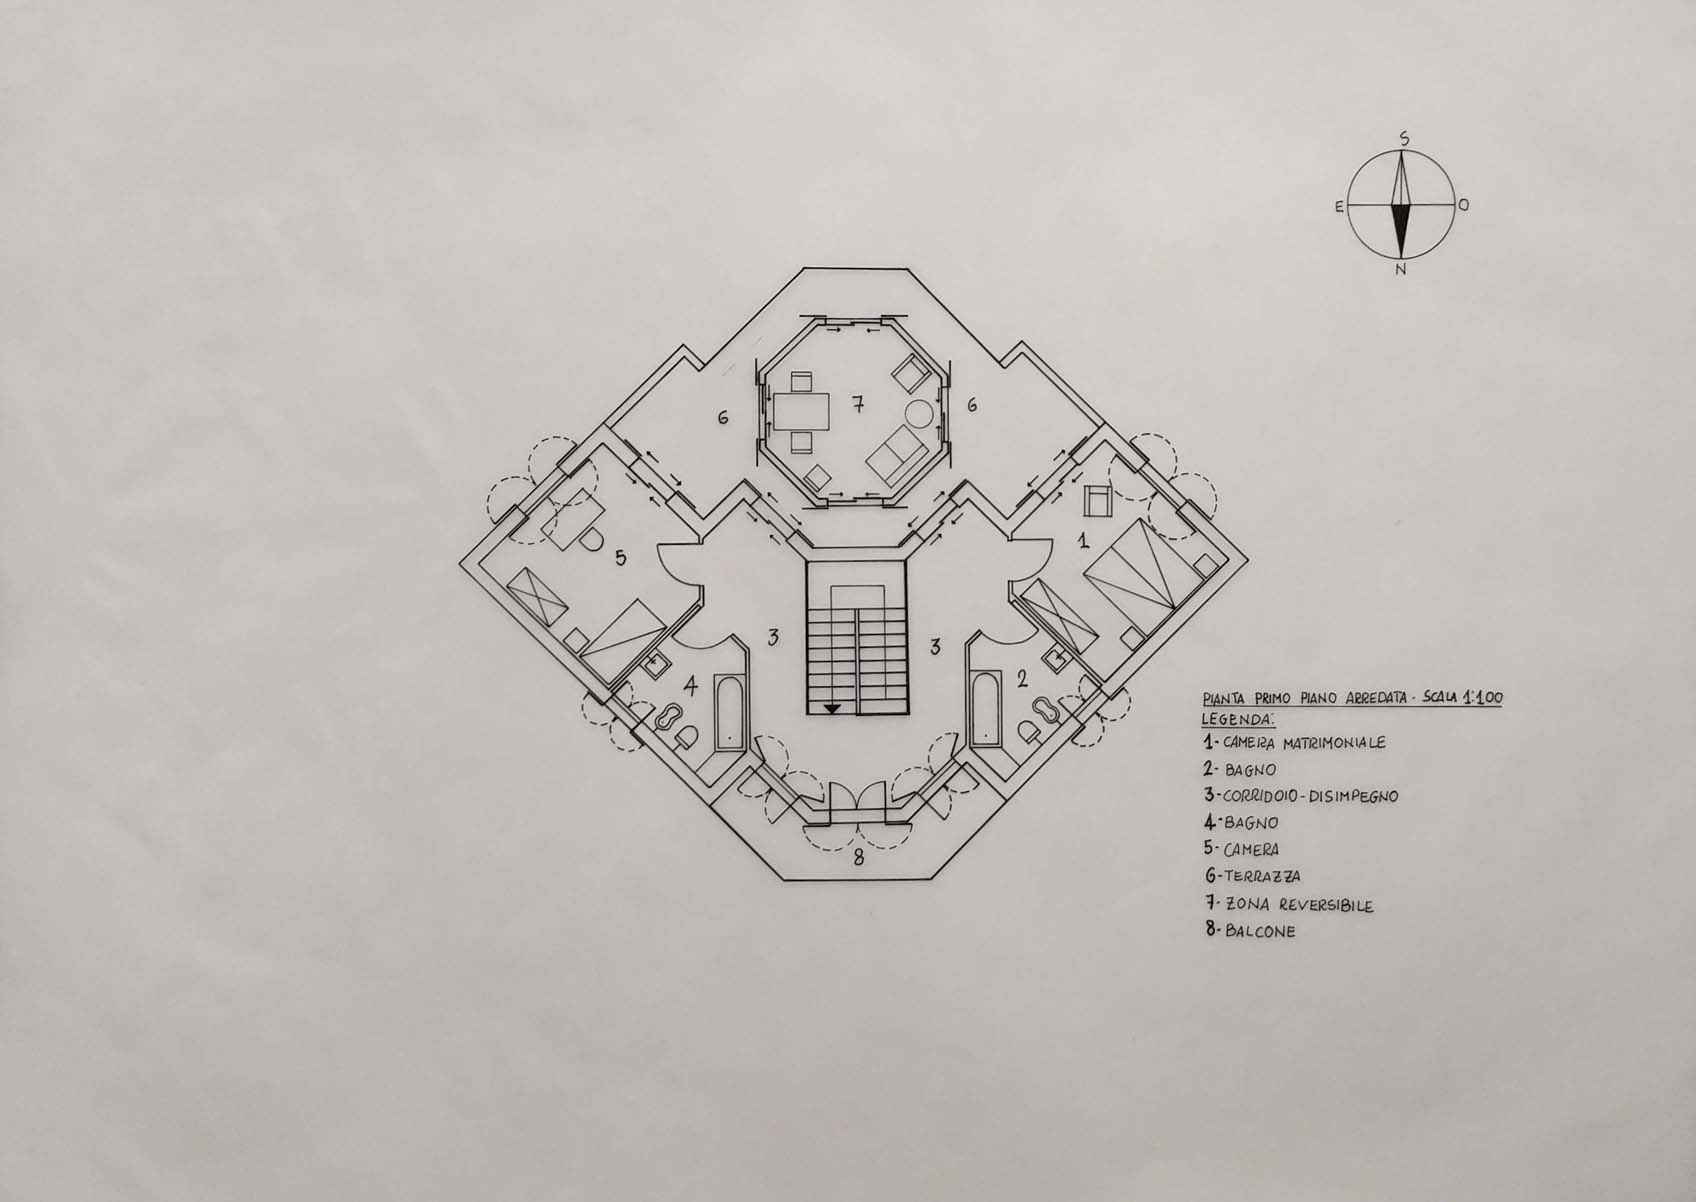 S
E O
N
6 7 6
5 1
3 3
4 2
8
PIANTA PRIMO PIANO ARREDATA - SCALA 1:100
LEGENDA:
1- CAMERA MATRIMONIALE
2- BAGNO
3- CORRIDOIO - DISIMPEGNO
4- BAGNO
5- CAMERA
6- TERRAZZA
7- ZONA REVERSIBILE
8- BALCONE